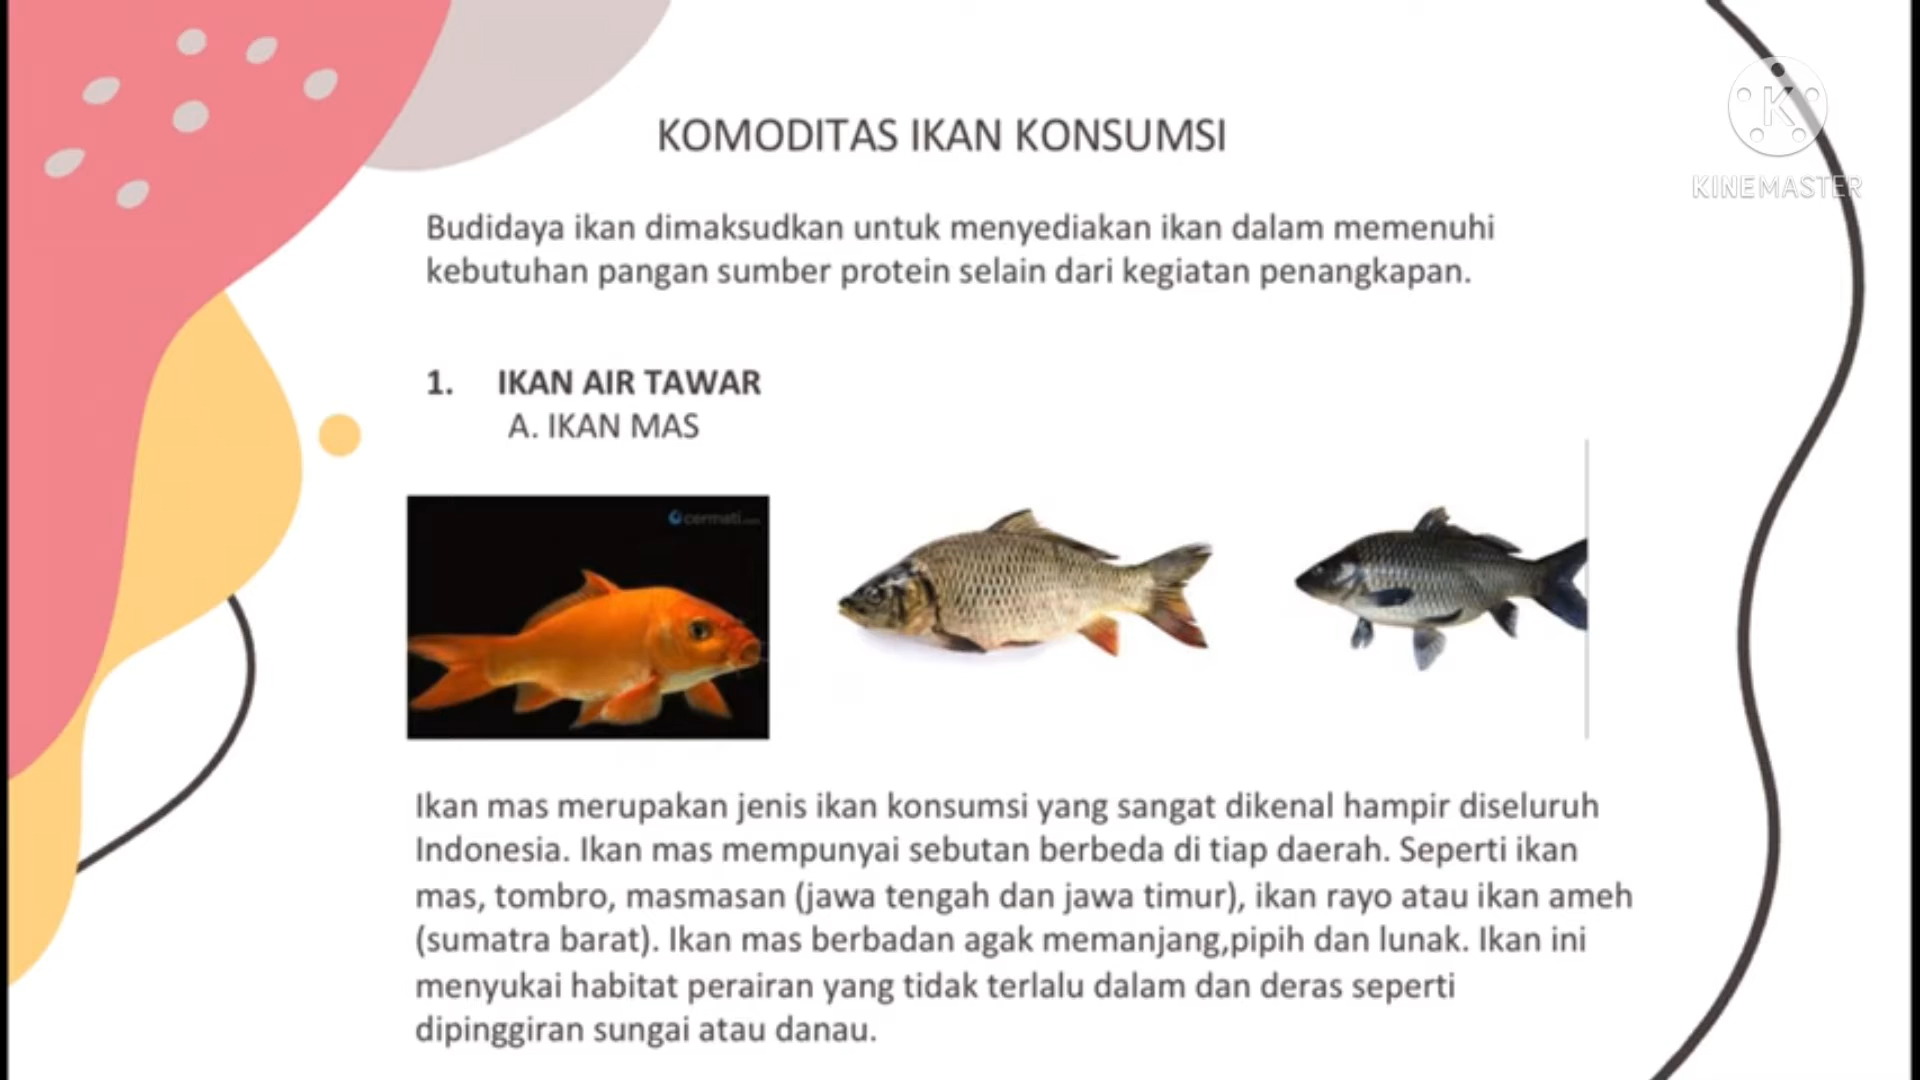 KOMODITAS IKAN KONSUMSI
K
KINEMASTER
Budidaya ikan dimaksudkan untuk menyediakan ikan dalam memenuhi
kebutuhan pangan sumber protein selain dari kegiatan penangkapan.
1. IKAN AIR TAWAR
A. IKAN MAS
cermati.com
Ikan mas merupakan jenis ikan konsumsi yang sangat dikenal hampir diseluruh
Indonesia. Ikan mas mempunyai sebutan berbeda di tiap daerah. Seperti ikan
mas, tombro, masmasan (jawa tengah dan jawa timur), ikan rayo atau ikan ameh
(sumatra barat). Ikan mas berbadan agak memanjang,pipih dan lunak. Ikan ini
menyukai habitat perairan yang tidak terlalu dalam dan deras seperti
dipinggiran sungai atau danau.